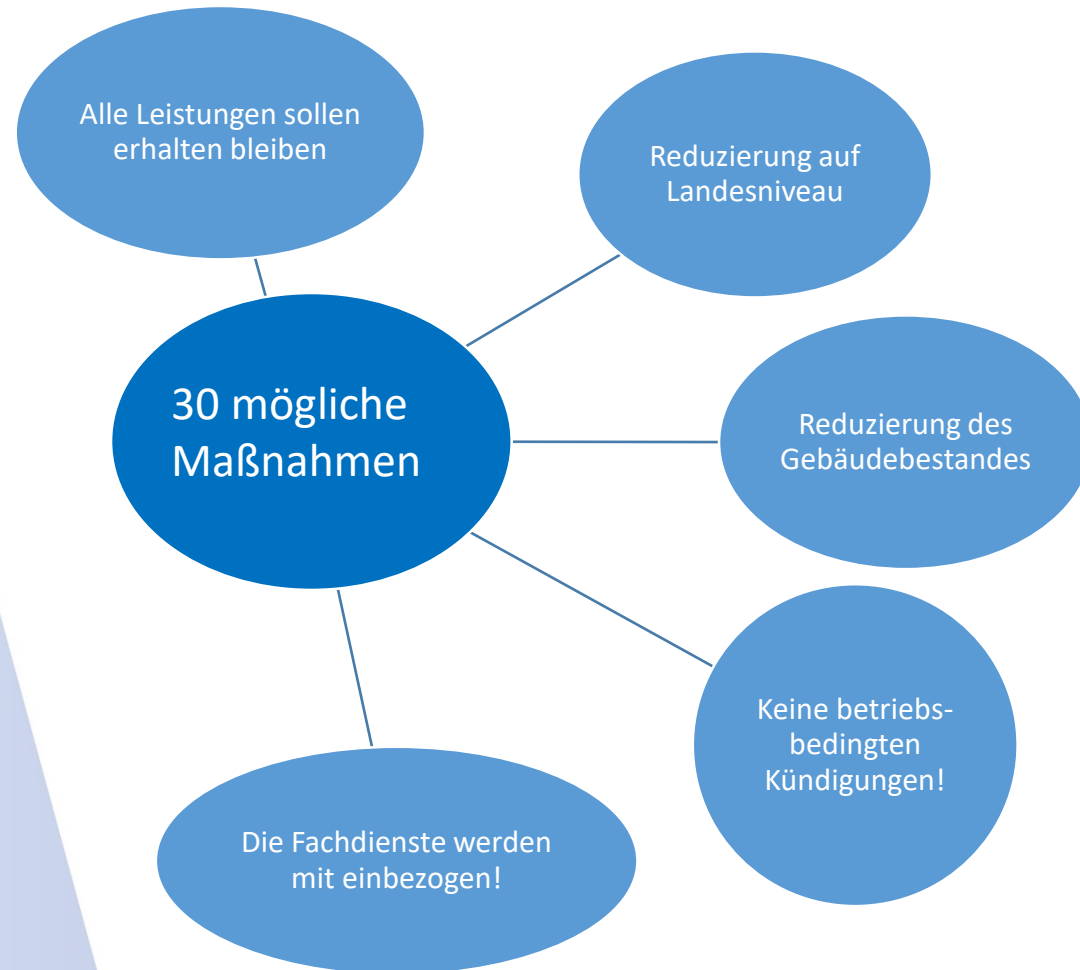 Alle Leistungen sollen
erhalten bleiben
Reduzierung auf
Landesniveau
30 mögliche
Maßnahmen
Reduzierung des
Gebäudebestandes
Keine betriebs-
bedingten
Kündigungen!
Die Fachdienste werden
mit einbezogen!